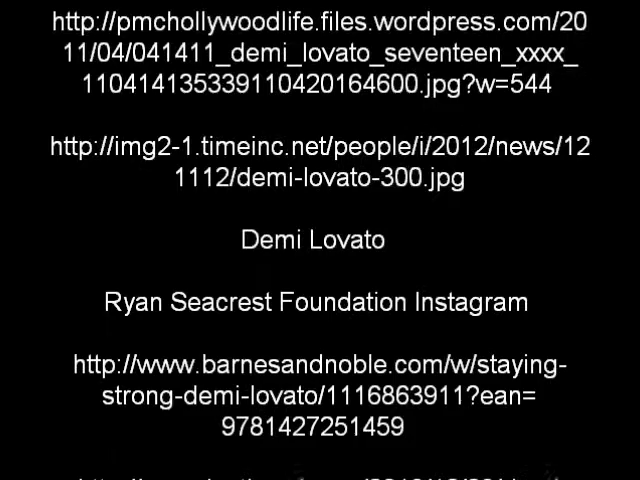 http://pmchollywoodlife.files.wordpress.com/20
11/04/041411_demi_lovato_seventeen_xxxx_
110414135339110420164600.jpg?w=544
http://img2-1.timeinc.net/people/i/2012/news/12
1112/demi-lovato-300.jpg
Demi Lovato
Ryan Seacrest Foundation Instagram
http://www.barnesandnoble.com/w/staying-
strong-demi-lovato/1116863911?ean=
9781427251459